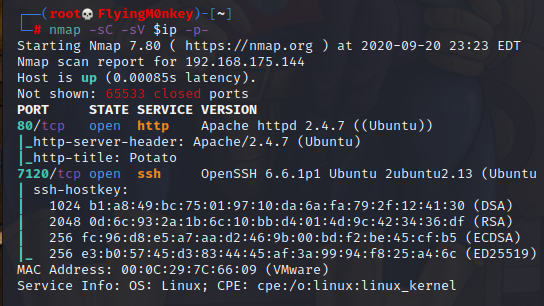 (root💀FlyingM0nkey)-[~]
# nmap -sC -sV $ip -p-
Starting Nmap 7.80 ( https://nmap.org ) at 2020-09-20 23:23 EDT
Nmap scan report for 192.168.175.144
Host is up (0.00085s latency).
Not shown: 65533 closed ports
PORT     STATE SERVICE VERSION
80/tcp   open  http    Apache httpd 2.4.7 ((Ubuntu))
|_http-server-header: Apache/2.4.7 (Ubuntu)
|_http-title: Potato
7120/tcp open  ssh     OpenSSH 6.6.1p1 Ubuntu 2ubuntu2.13 (Ubuntu
| ssh-hostkey:
|   1024 b1:a8:49:bc:75:01:97:10:da:6a:fa:79:2f:12:41:30 (DSA)
|   2048 0d:6c:93:2a:1b:6c:10:bb:d4:01:4d:9c:42:34:36:df (RSA)
|   256 fc:96:d8:e5:a7:aa:d2:46:9b:00:bd:f2:be:45:cf:b5 (ECDSA)
|_  256 e3:b0:57:45:d3:83:44:45:af:3a:99:94:f8:25:a4:6c (ED25519)
MAC Address: 00:0C:29:7C:66:09 (VMware)
Service Info: OS: Linux; CPE: cpe:/o:linux:linux_kernel